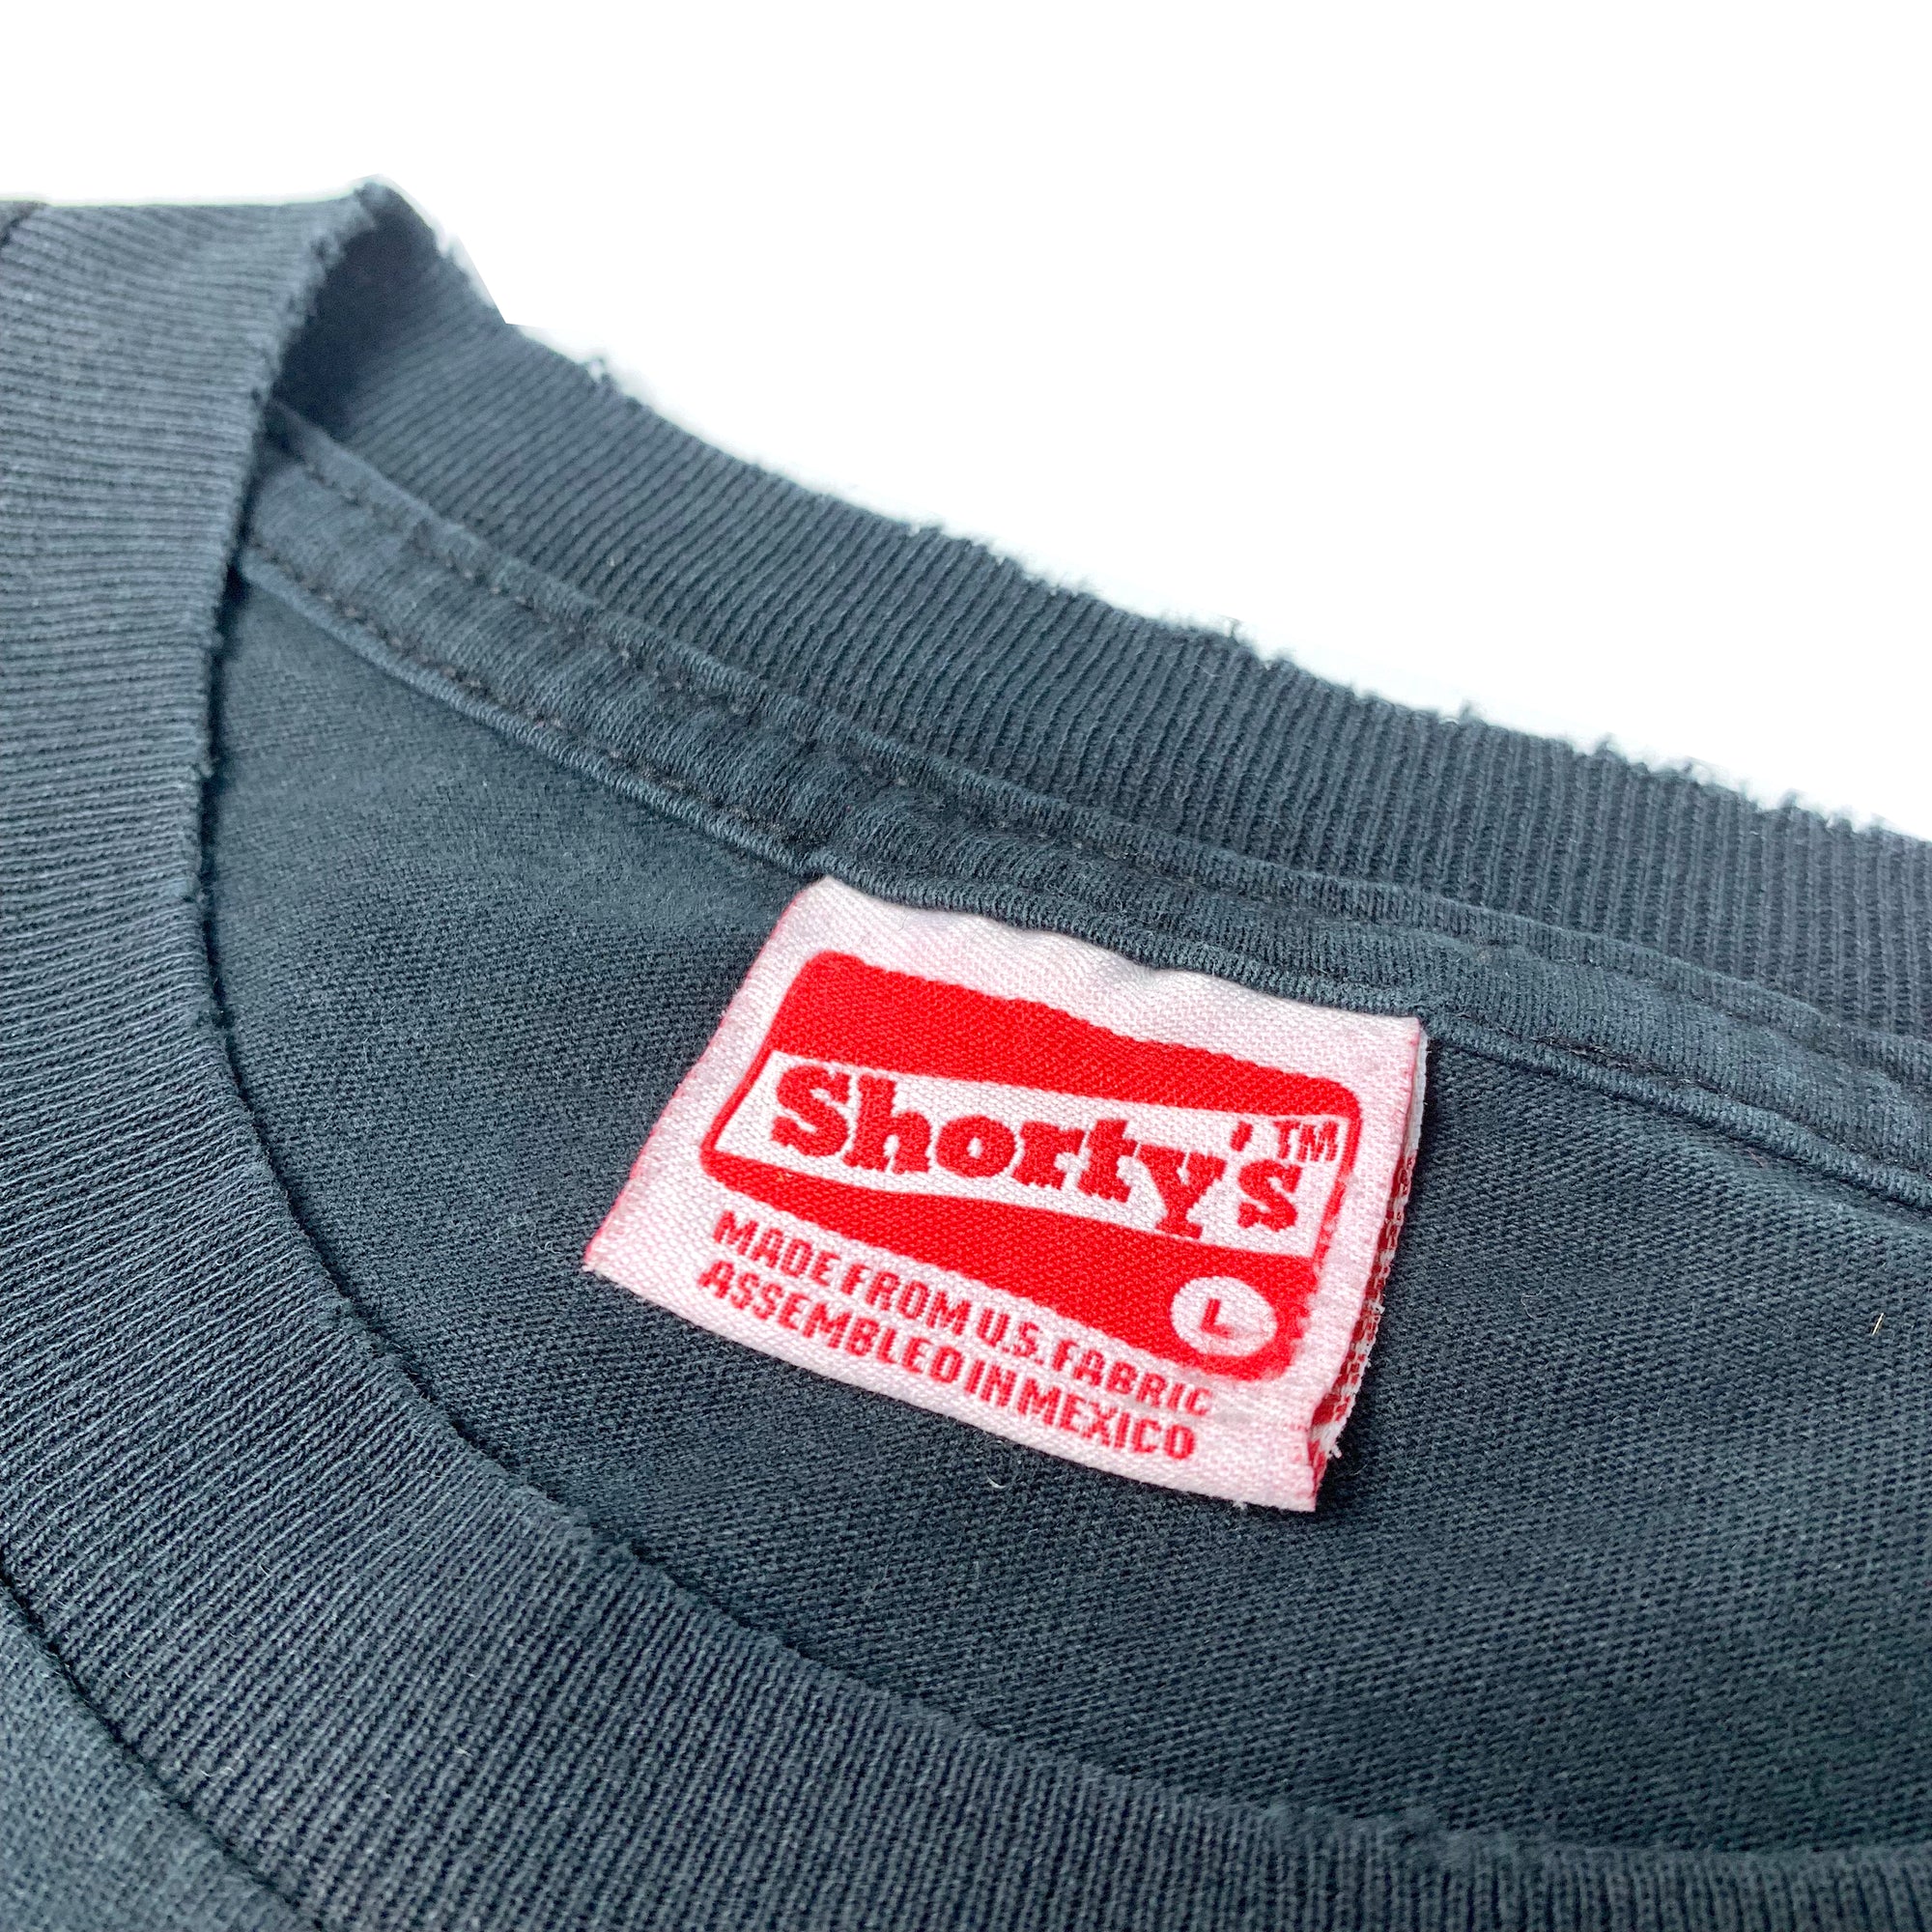 Shorty's™
L
MADE FROM U.S. FABRIC
ASSEMBLED IN MEXICO